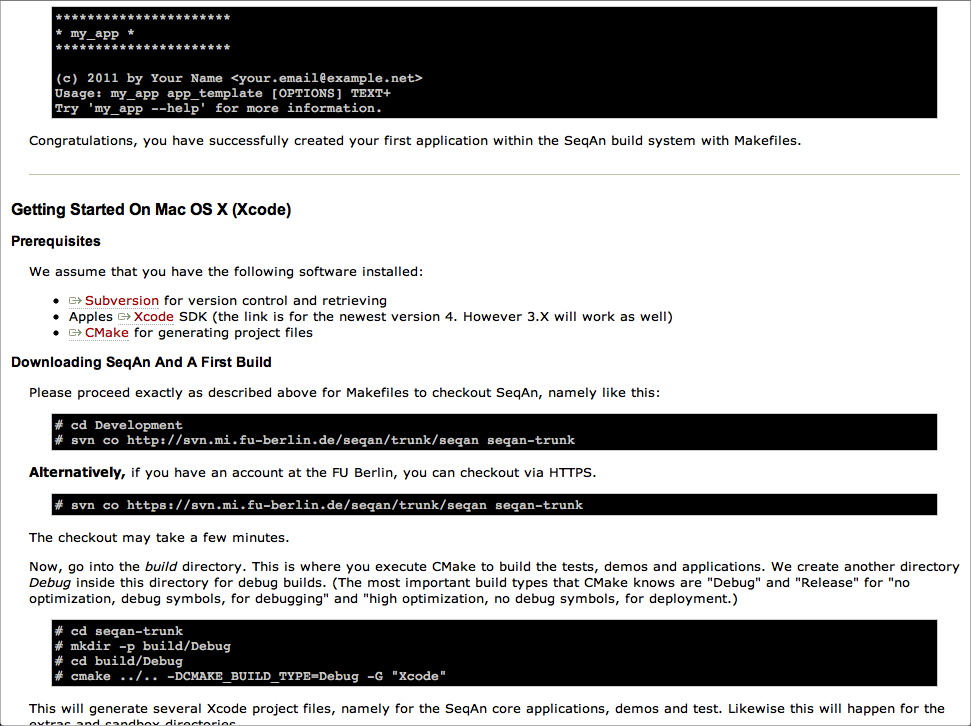 **********************
* my_app *
**********************
(c) 2011 by Your Name <your.email@example.net>
Usage: my_app app_template [OPTIONS] TEXT+
Try 'my_app --help' for more information.
Congratulations, you have successfully created your first application within the SeqAn build system with Makefiles.
Getting Started On Mac OS X (Xcode)
Prerequisites
We assume that you have the following software installed:
• Subversion for version control and retrieving
• Apples Xcode SDK (the link is for the newest version 4. However 3.X will work as well)
• CMake for generating project files
Downloading SeqAn And A First Build
Please proceed exactly as described above for Makefiles to checkout SeqAn, namely like this:
# cd Development
# svn co http://svn.mi.fu-berlin.de/seqan/trunk/seqan seqan-trunk
Alternatively, if you have an account at the FU Berlin, you can checkout via HTTPS.
# svn co https://svn.mi.fu-berlin.de/seqan/trunk/seqan seqan-trunk
The checkout may take a few minutes.
Now, go into the build directory. This is where you execute CMake to build the tests, demos and applications. We create another directory
Debug inside this directory for debug builds. (The most important build types that CMake knows are "Debug" and "Release" for "no
optimization, debug symbols, for debugging" and "high optimization, no debug symbols, for deployment.)
# cd seqan-trunk
# mkdir -p build/Debug
# cd build/Debug
# cmake ../.. -DCMAKE_BUILD_TYPE=Debug -G "Xcode"
This will generate several Xcode project files, namely for the SeqAn core applications, demos and test. Likewise this will happen for the
extras and sandbox directories.